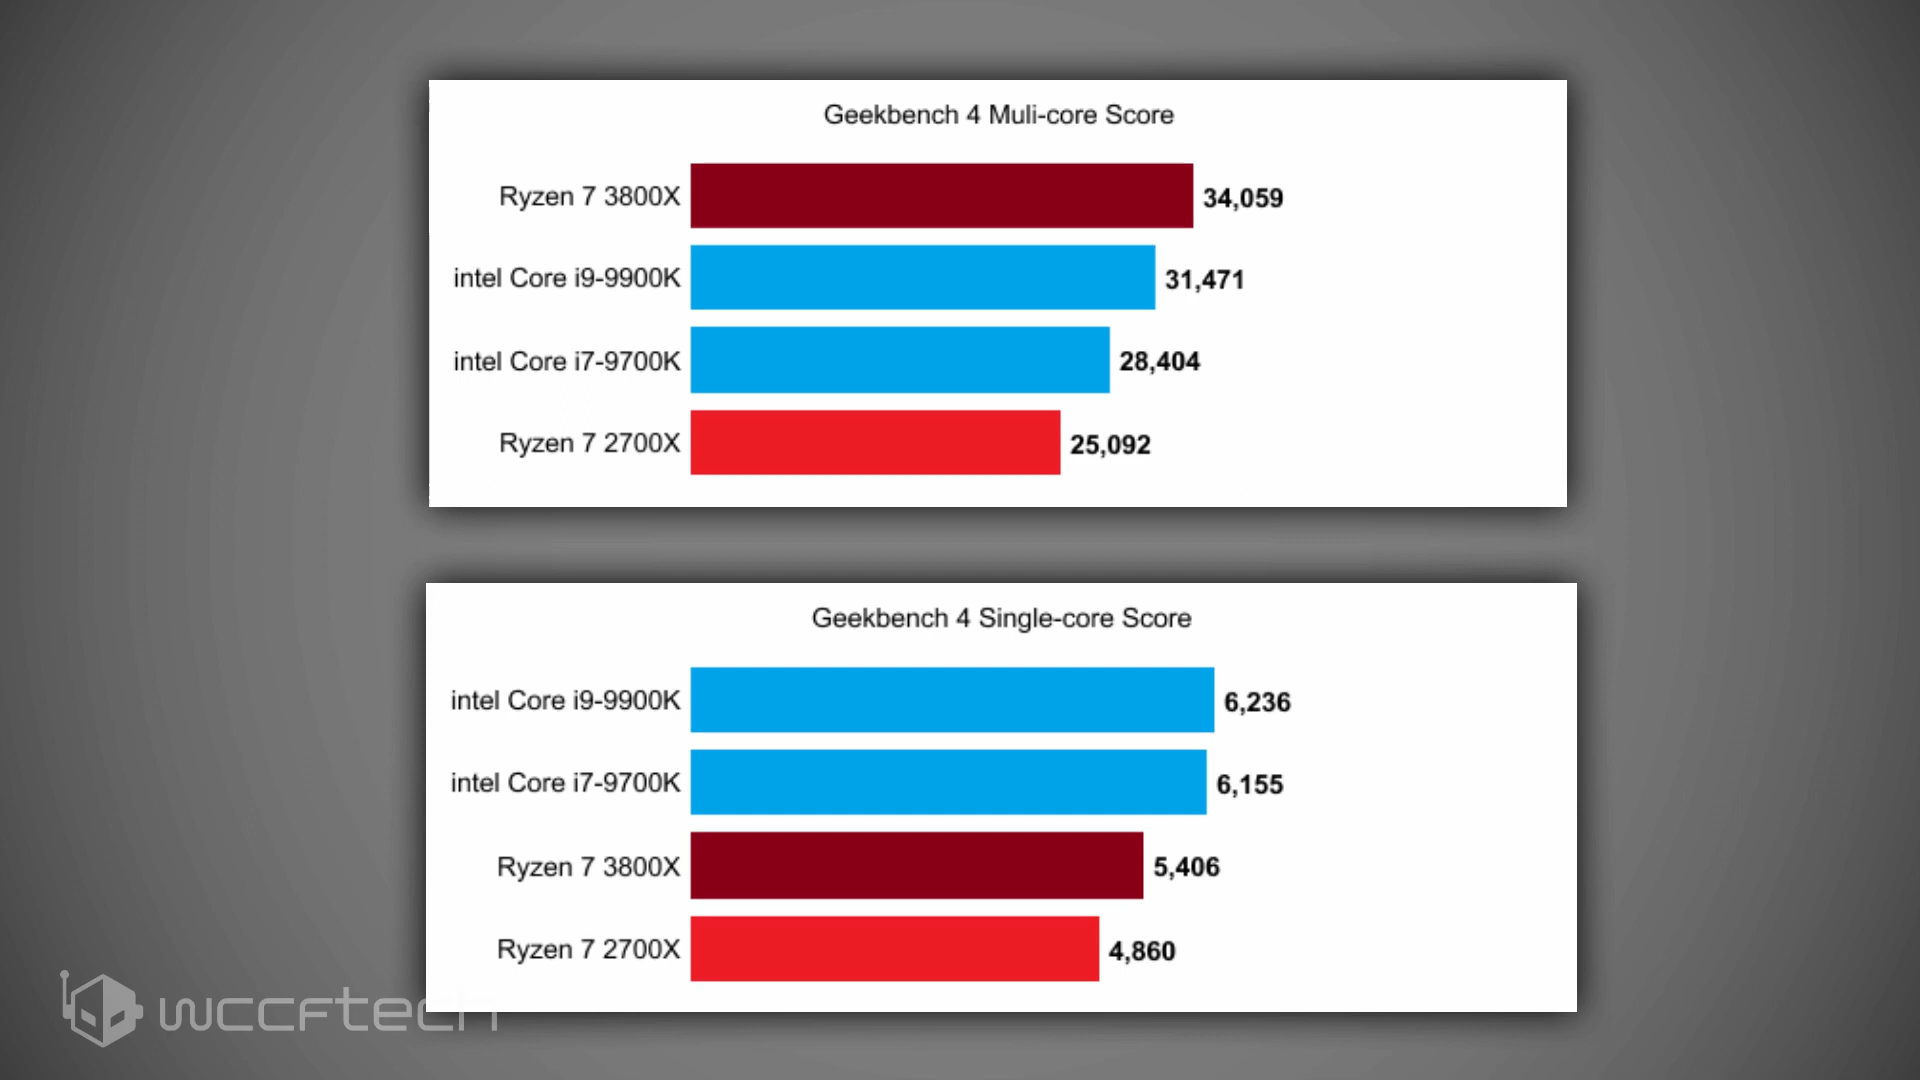 Geekbench 4 Muli-core Score
Ryzen 7 3800X 34,059
intel Core i9-9900K 31,471
intel Core i7-9700K 28,404
Ryzen 7 2700X 25,092
Geekbench 4 Single-core Score
intel Core i9-9900K 6,236
intel Core i7-9700K 6,155
Ryzen 7 3800X 5,406
Ryzen 7 2700X 4,860
wccftech